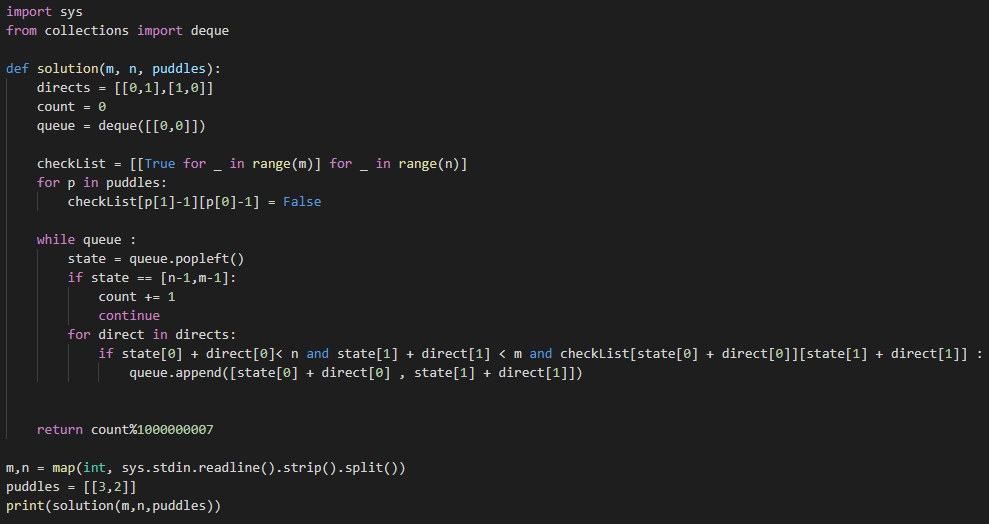 import sys
from collections import deque

def solution(m, n, puddles):
    directs = [[0,1],[1,0]]
    count = 0
    queue = deque([[0,0]])

    checkList = [[True for _ in range(m)] for _ in range(n)]
    for p in puddles:
        checkList[p[1]-1][p[0]-1] = False

    while queue :
        state = queue.popleft()
        if state == [n-1,m-1]:
            count += 1
            continue
        for direct in directs:
            if state[0] + direct[0]< n and state[1] + direct[1] < m and checkList[state[0] + direct[0]][state[1] + direct[1]] :
                queue.append([state[0] + direct[0] , state[1] + direct[1]])


    return count%1000000007

m,n = map(int, sys.stdin.readline().strip().split())
puddles = [[3,2]]
print(solution(m,n,puddles))